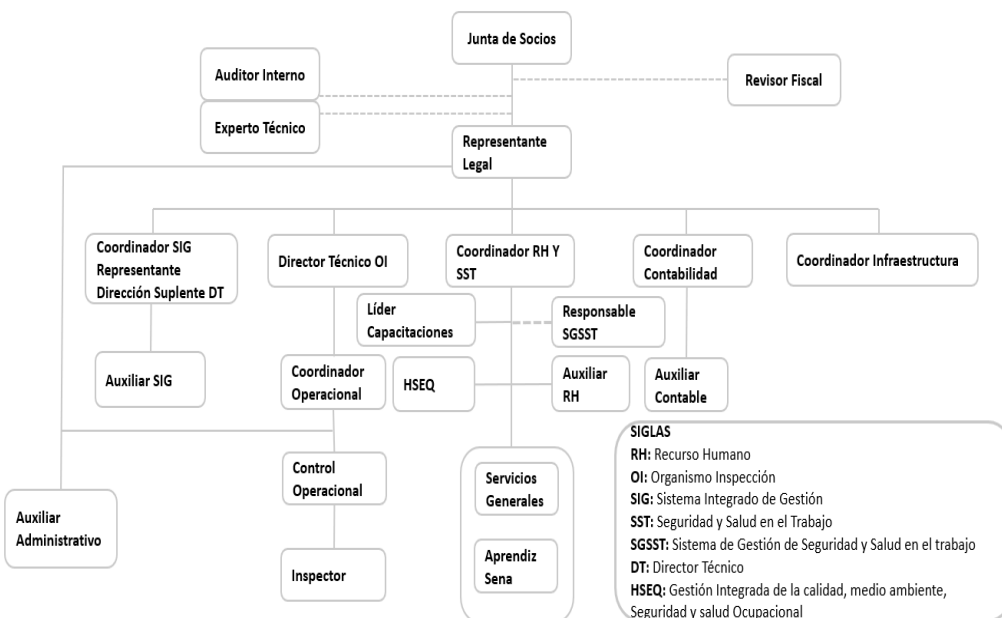 Junta de Socios
Auditor Interno
Revisor Fiscal
Experto Técnico
Representante
Legal
Coordinador SIG
Representante
Dirección Suplente DT
Director Técnico OI
Coordinador RH Y
SST
Coordinador
Contabilidad
Coordinador Infraestructura
Líder
Capacitaciones
Responsable
SGSST
Auxiliar SIG
Coordinador
Operacional
HSEQ
Auxiliar
RH
Auxiliar
Contable
Control
Operacional
Servicios
Generales
Auxiliar
Administrativo
Inspector
Aprendiz
Sena
SIGLAS
RH: Recurso Humano
OI: Organismo Inspección
SIG: Sistema Integrado de Gestión
SST: Seguridad y Salud en el Trabajo
SGSST: Sistema de Gestión de Seguridad y Salud en el trabajo
DT: Director Técnico
HSEQ: Gestión Integrada de la calidad, medio ambiente,
Seguridad y salud Ocupacional